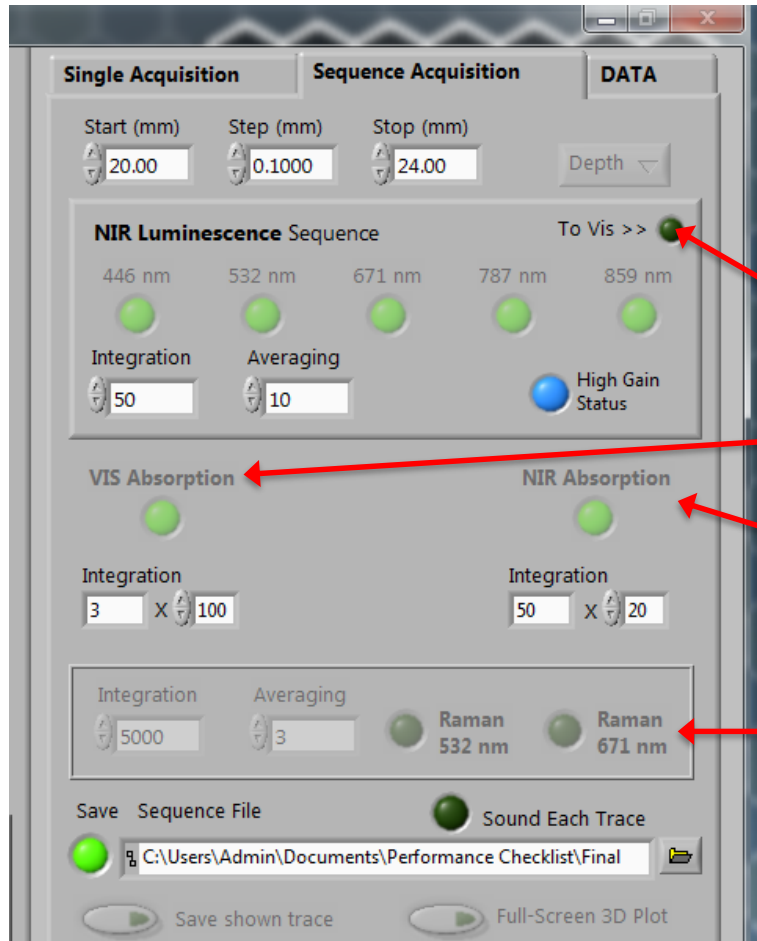 Single Acquisition Sequence Acquisition DATA
Start (mm) Step (mm) Stop (mm)
20.00 0.1000 24.00 Depth
NIR Luminescence Sequence To Vis >>
446 nm 532 nm 671 nm 787 nm 859 nm
Integration Averaging
50 10
High Gain
Status
VIS Absorption NIR Absorption
Integration Integration
3 X 100 50 X 20
Integration Averaging
5000 3
Raman
532 nm
Raman
671 nm
Save Sequence File Sound Each Trace
C:\Users\Admin\Documents\Performance Checklist\Final
Save shown trace Full-Screen 3D Plot